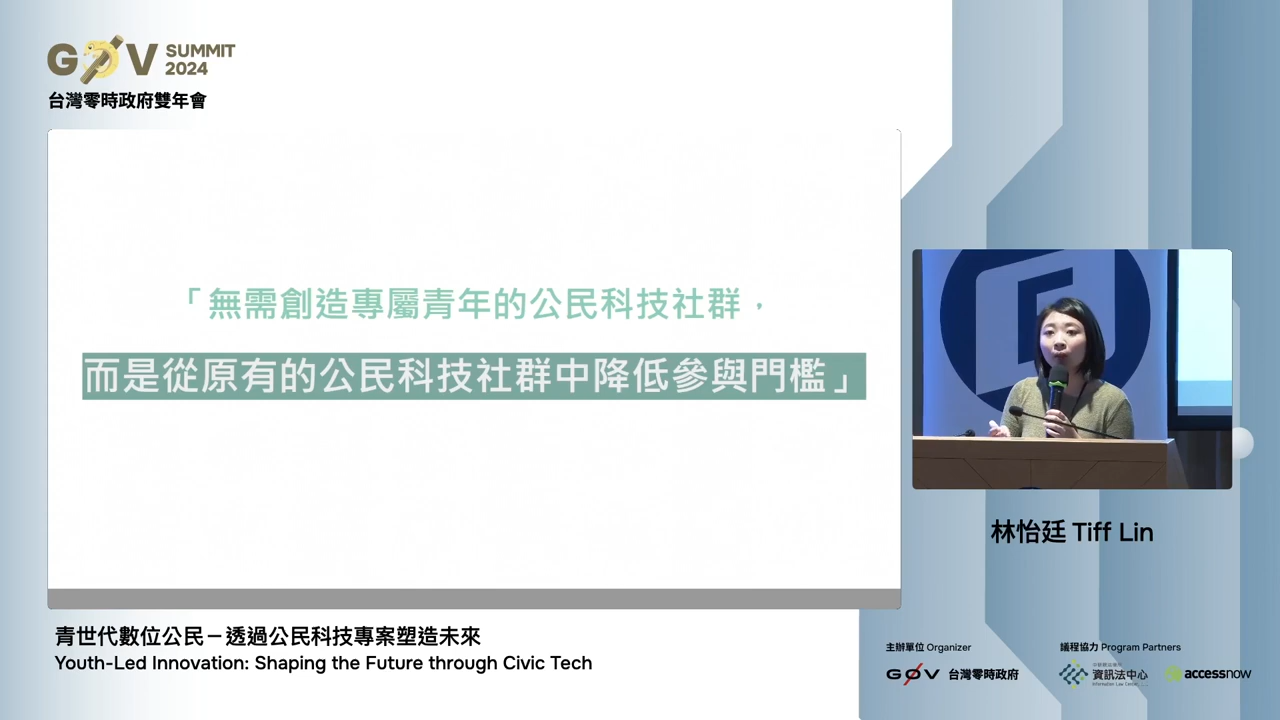 G0V SUMMIT 2024
台灣零時政府雙年會
「無需創造專屬青年的公民科技社群，
而是從原有的公民科技社群中降低參與門檻」
林怡廷 Tiff Lin
青世代數位公民－透過公民科技專案塑造未來
Youth-Led Innovation: Shaping the Future through Civic Tech
主辦單位 Organizer
議程協力 Program Partners
G0V 台灣零時政府
資訊法中心
Information Law Center
accessnow